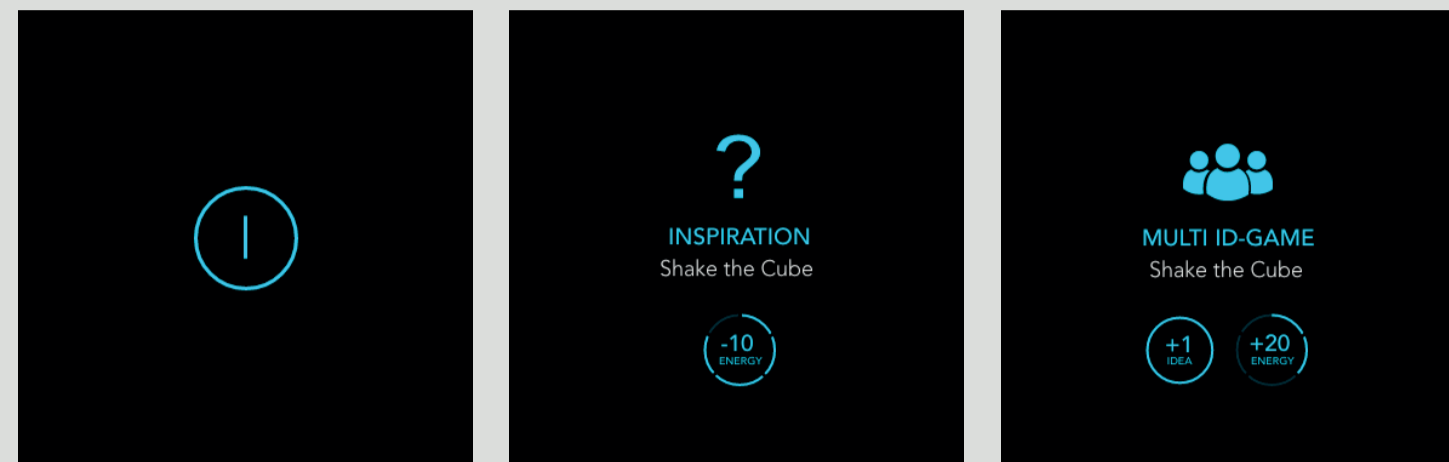 ?
INSPIRATION
Shake the Cube
-10
ENERGY
MULTI ID-GAME
Shake the Cube
+1
IDEA
+20
ENERGY